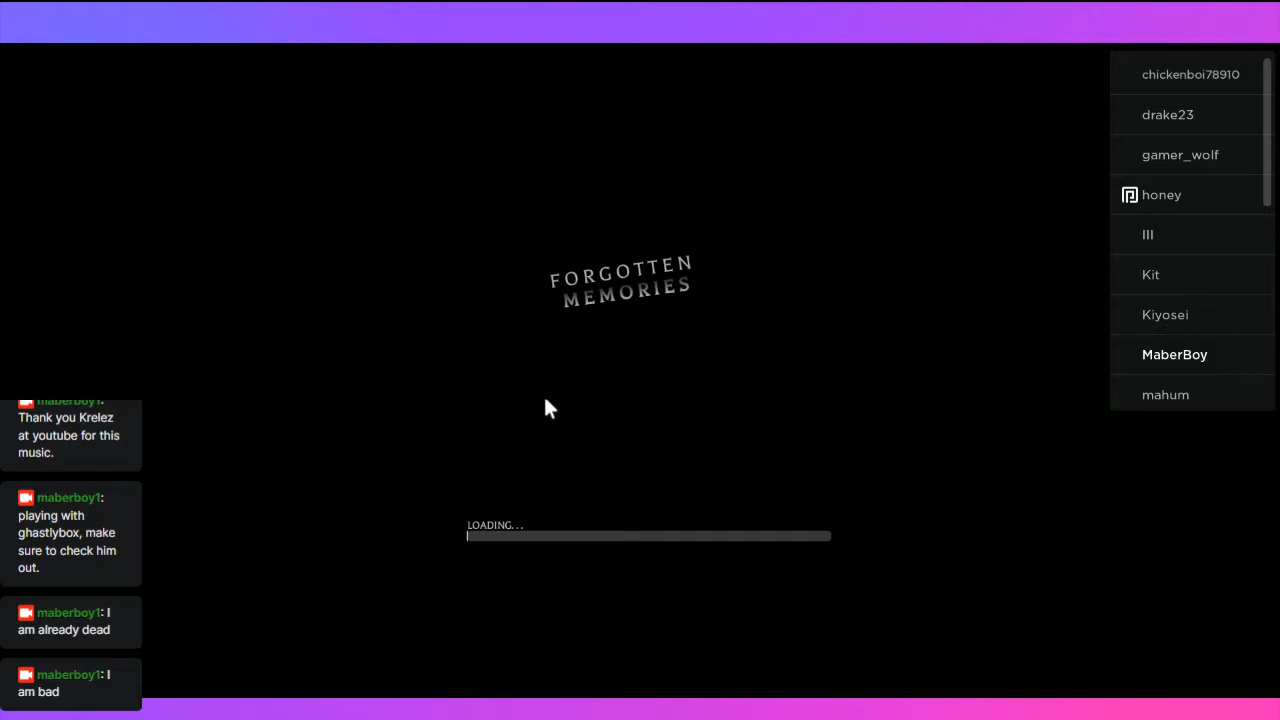 chickenboi78910
drake23
gamer_wolf
honey
III
Kit
Kiyosei
MaberBoy
mahum
FORGOTTEN
MEMORIES
LOADING...
maberboy1:
Thank you Krelez
at youtube for this
music.
maberboy1:
playing with
ghastlybox, make
sure to check him
out.
maberboy1: I
am already dead
maberboy1: I
am bad